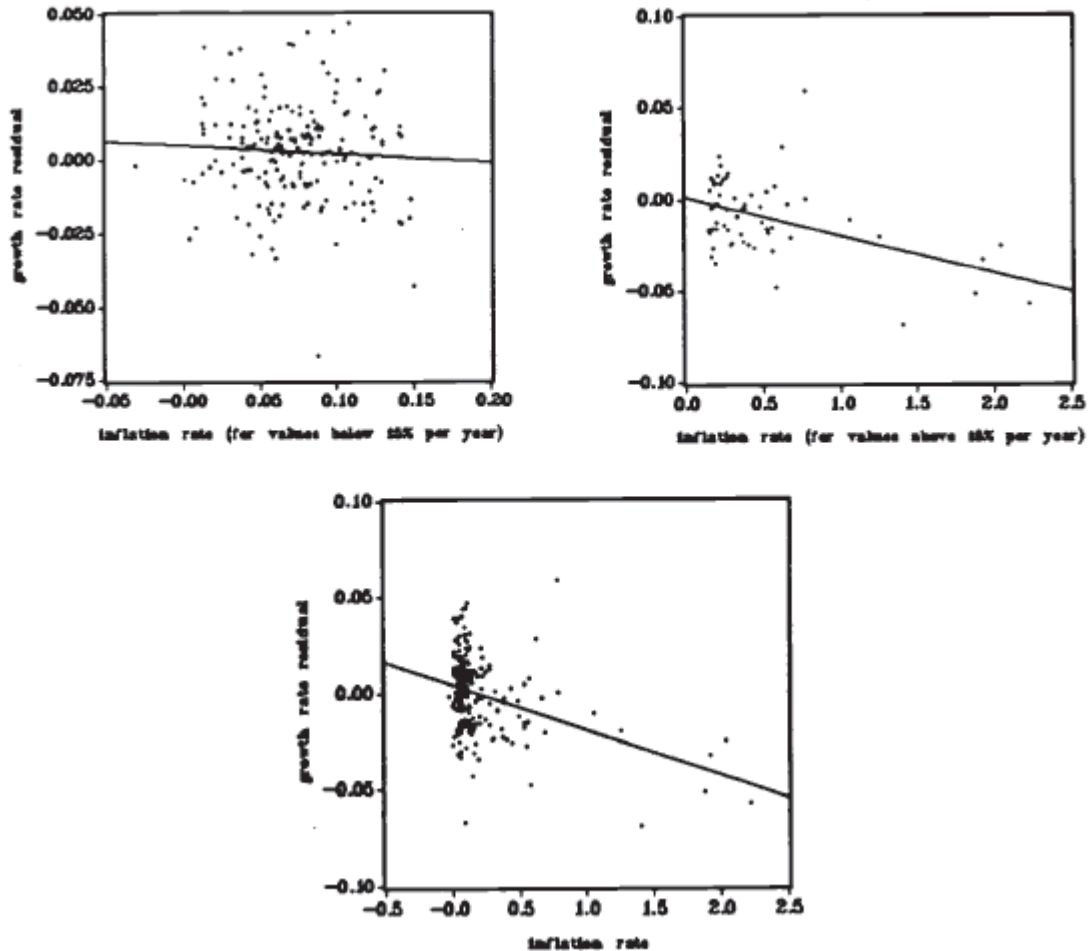 growth rate residual
0.050
0.025
0.000
−0.025
−0.050
−0.075
−0.05 −0.00 0.05 0.10 0.15 0.20
inflation rate (for values below 15% per year)
growth rate residual
0.10
0.05
0.00
−0.05
−0.10
0.0 0.5 1.0 1.5 2.0 2.5
inflation rate (for values above 15% per year)
growth rate residual
0.10
0.05
0.00
−0.05
−0.10
−0.5 −0.0 0.5 1.0 1.5 2.0 2.5
inflation rate